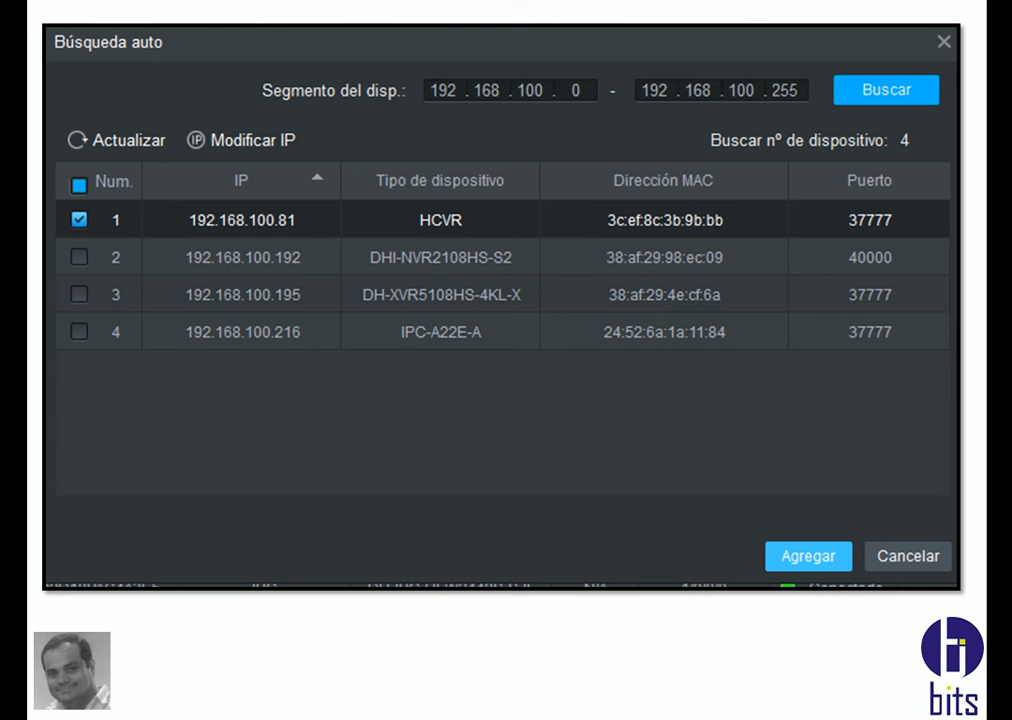 Búsqueda auto
Segmento del disp.: 192 . 168 . 100 . 0 - 192 . 168 . 100 . 255 Buscar
Actualizar IP Modificar IP Buscar nº de dispositivo: 4
Num. IP Tipo de dispositivo Dirección MAC Puerto
1 192.168.100.81 HCVR 3c:ef:8c:3b:9b:bb 37777
2 192.168.100.192 DHI-NVR2108HS-S2 38:af:29:98:ec:09 40000
3 192.168.100.195 DH-XVR5108HS-4KL-X 38:af:29:4e:cf:6a 37777
4 192.168.100.216 IPC-A22E-A 24:52:6a:1a:11:84 37777
Agregar Cancelar
bits